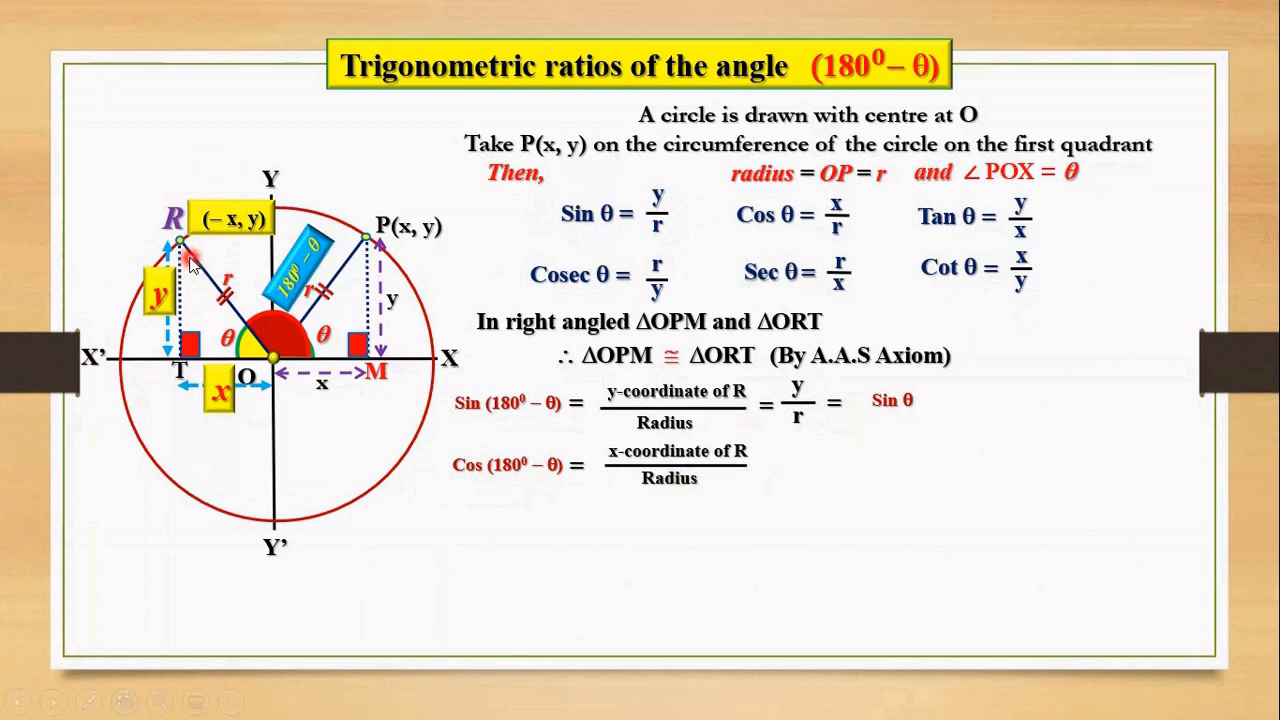 Trigonometric ratios of the angle (180⁰ – θ)
A circle is drawn with centre at O
Take P(x, y) on the circumference of the circle on the first quadrant
Then, radius = OP = r and ∠ POX = θ
Sin θ = y/r Cos θ = x/r Tan θ = y/x
Cosec θ = r/y Sec θ = r/x Cot θ = x/y
In right angled ΔOPM and ΔORT
∴ ΔOPM ≅ ΔORT (By A.A.S Axiom)
Sin (180⁰ – θ) = y-coordinate of R / Radius = y/r = Sin θ
Cos (180⁰ – θ) = x-coordinate of R / Radius
Y
R (– x, y)
P(x, y)
180⁰ – θ
r
r
y
y
θ
θ
X’
X
T
O
M
x
x
Y’